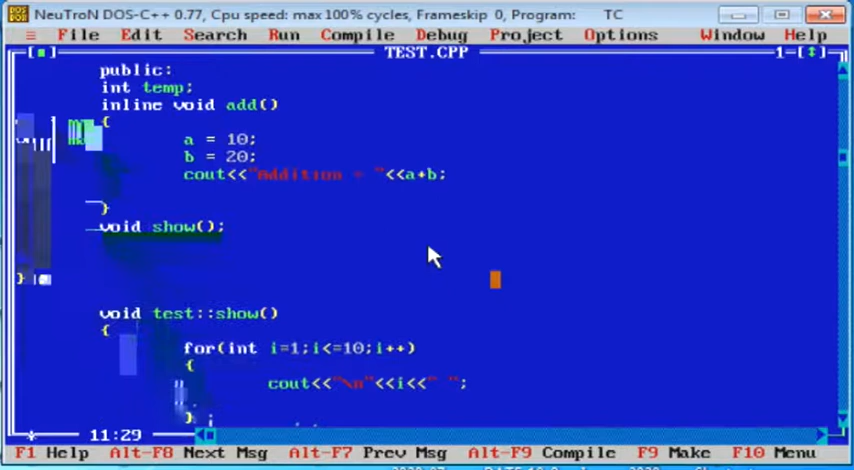 NeuTroN DOS-C++ 0.77, Cpu speed: max 100% cycles, Frameskip 0, Program: TC
≡ File Edit Search Run Compile Debug Project Options Window Help
[■] TEST.CPP 1=[↕]
public:
int temp;
inline void add()
{
a = 10;
b = 20;
cout<<"Addition = "<<a+b;
}
void show();
}
void test::show()
{
for(int i=1;i<=10;i++)
{
cout<<"\n"<<i<<" ";
}
* 11:29
F1 Help Alt-F8 Next Msg Alt-F7 Prev Msg Alt-F9 Compile F9 Make F10 Menu